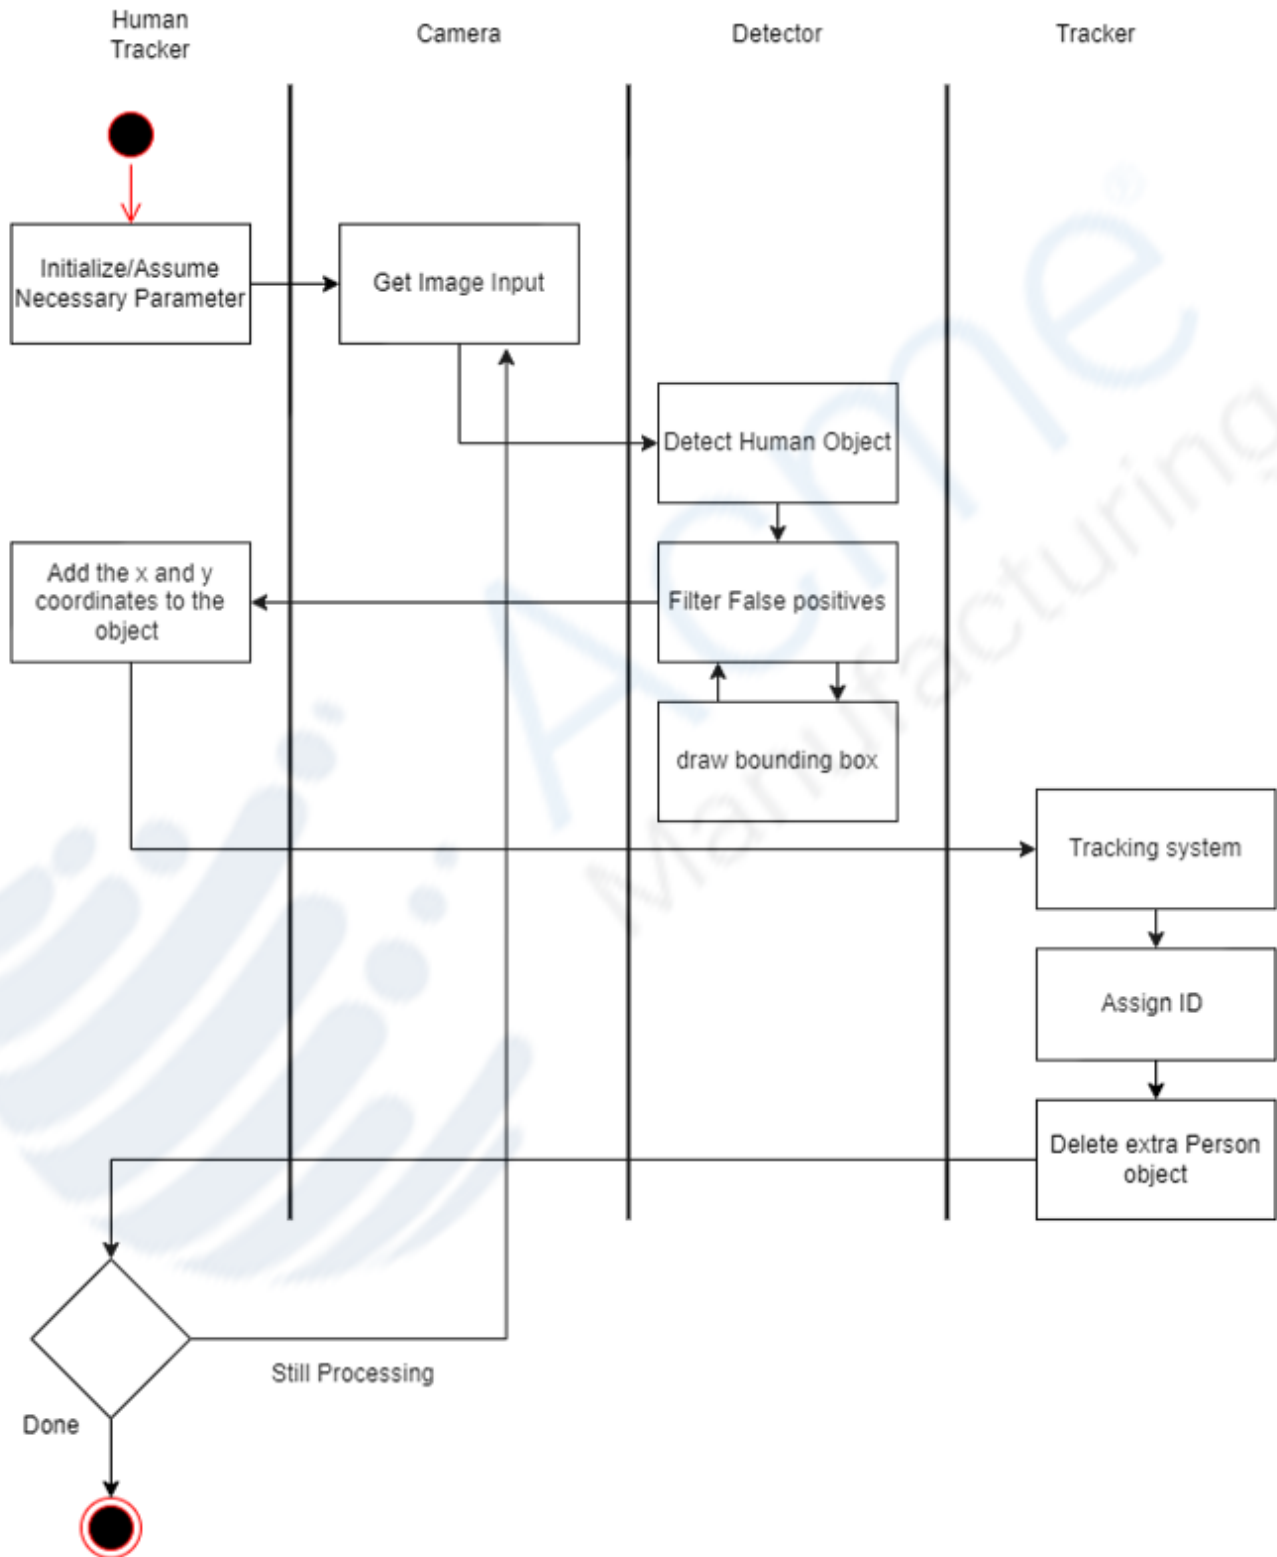 Human
Tracker
Camera
Detector
Tracker
Initialize/Assume
Necessary Parameter
Get Image Input
Detect Human Object
Add the x and y
coordinates to the
object
Filter False positives
draw bounding box
Tracking system
Assign ID
Delete extra Person
object
Still Processing
Done
Acme®
Manufacturing